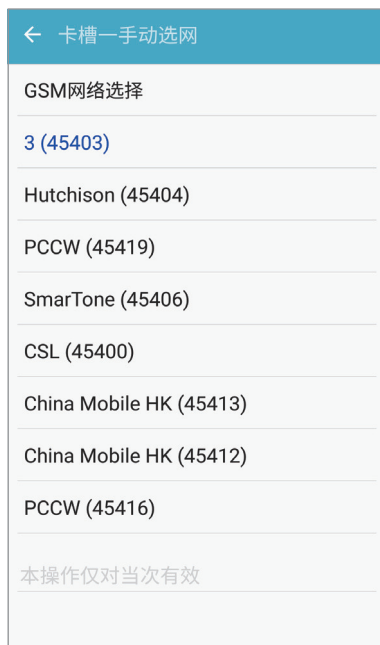 卡槽一手动选网
GSM网络选择
3 (45403)
Hutchison (45404)
PCCW (45419)
SmarTone (45406)
CSL (45400)
China Mobile HK (45413)
China Mobile HK (45412)
PCCW (45416)
本操作仅对当次有效